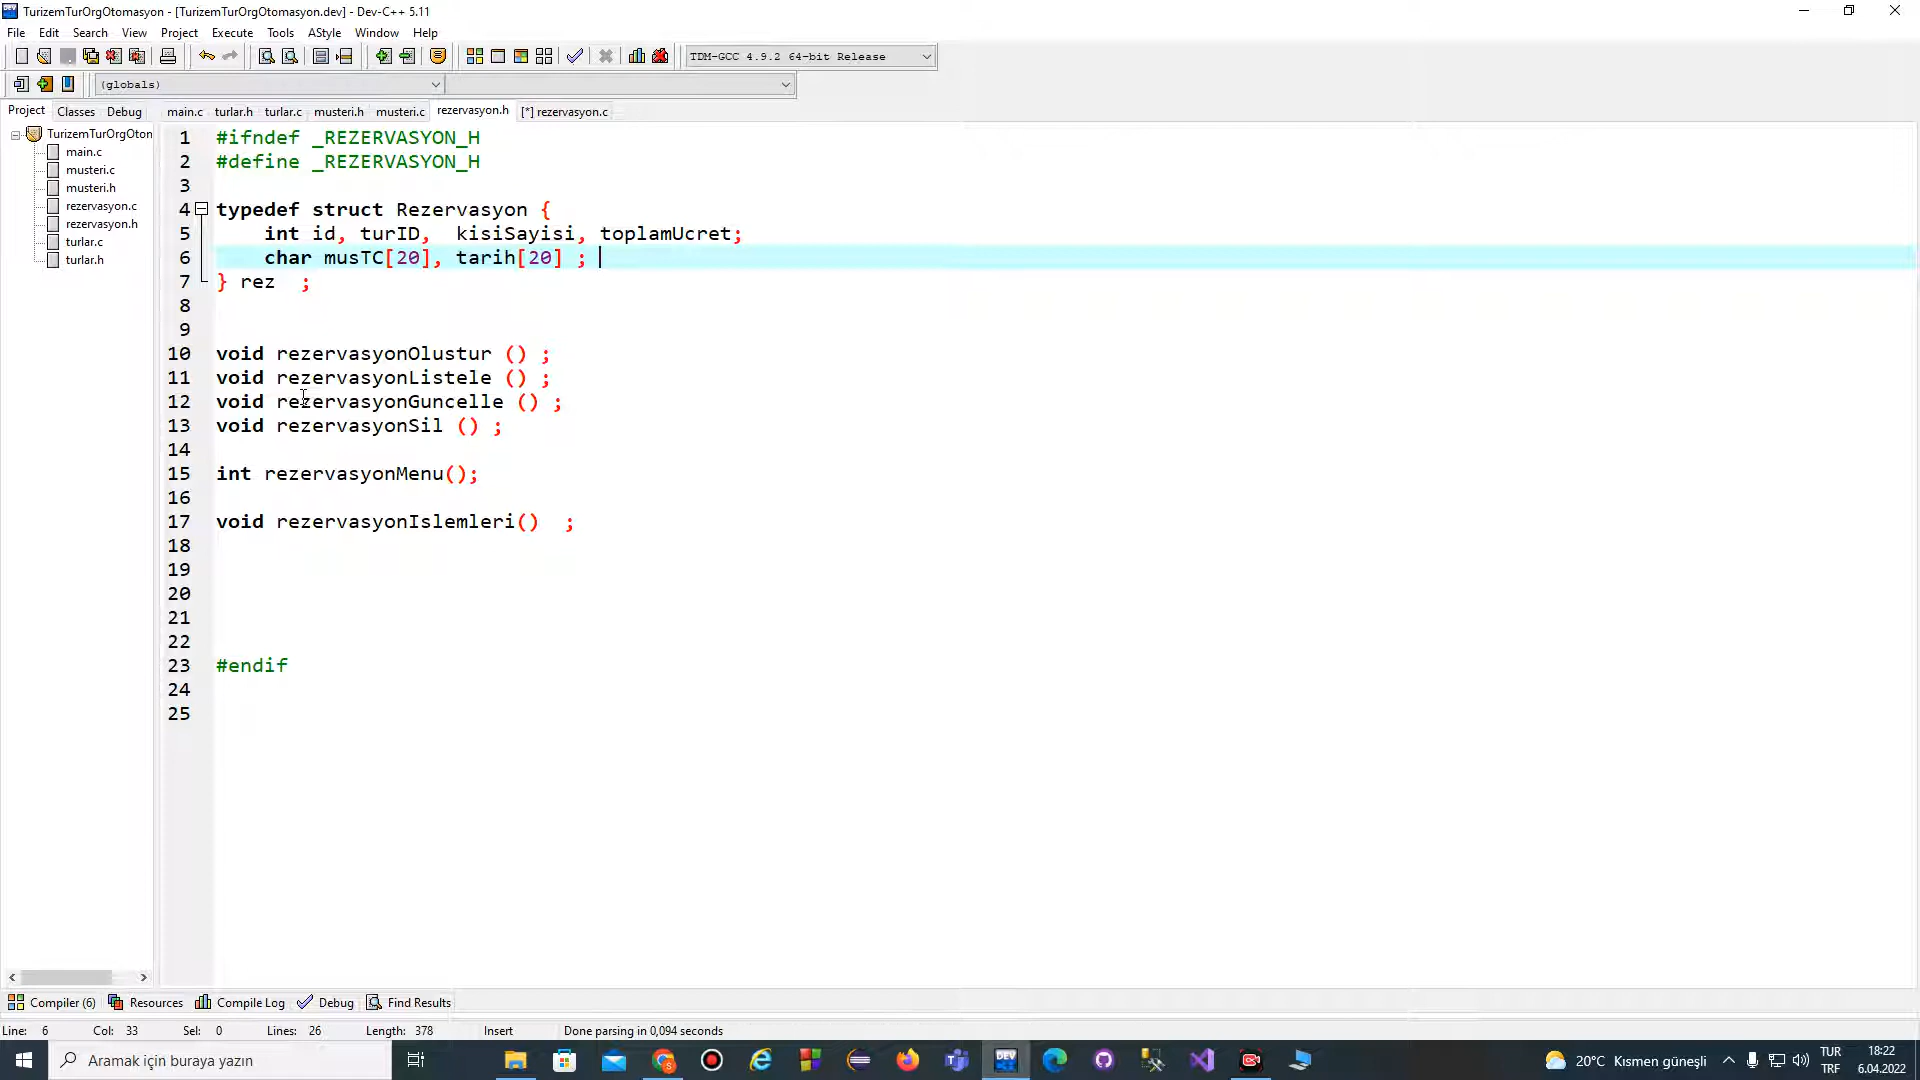 TurizemTurOrgOtomasyon - [TurizemTurOrgOtomasyon.dev] - Dev-C++ 5.11
File Edit Search View Project Execute Tools AStyle Window Help
TDM-GCC 4.9.2 64-bit Release
(globals)
Project Classes Debug main.c turlar.h turlar.c musteri.h musteri.c rezervasyon.h [*] rezervasyon.c
TurizemTurOrgOtom
main.c
musteri.c
musteri.h
rezervasyon.c
rezervasyon.h
turlar.c
turlar.h
1 #ifndef _REZERVASYON_H
2 #define _REZERVASYON_H
3
4 typedef struct Rezervasyon {
5 int id, turID, kisiSayisi, toplamUcret;
6 char musTC[20], tarih[20] ;
7 } rez ;
8
9
10 void rezervasyonOlustur () ;
11 void rezervasyonListele () ;
12 void rezervasyonGuncelle () ;
13 void rezervasyonSil () ;
14
15 int rezervasyonMenu();
16
17 void rezervasyonIslemleri() ;
18
19
20
21
22
23 #endif
24
25
Compiler (6) Resources Compile Log Debug Find Results
Line: 6 Col: 33 Sel: 0 Lines: 26 Length: 378 Insert Done parsing in 0,094 seconds
Aramak için buraya yazın
DEV
20°C Kısmen güneşli
TUR
TRF
18:22
6.04.2022